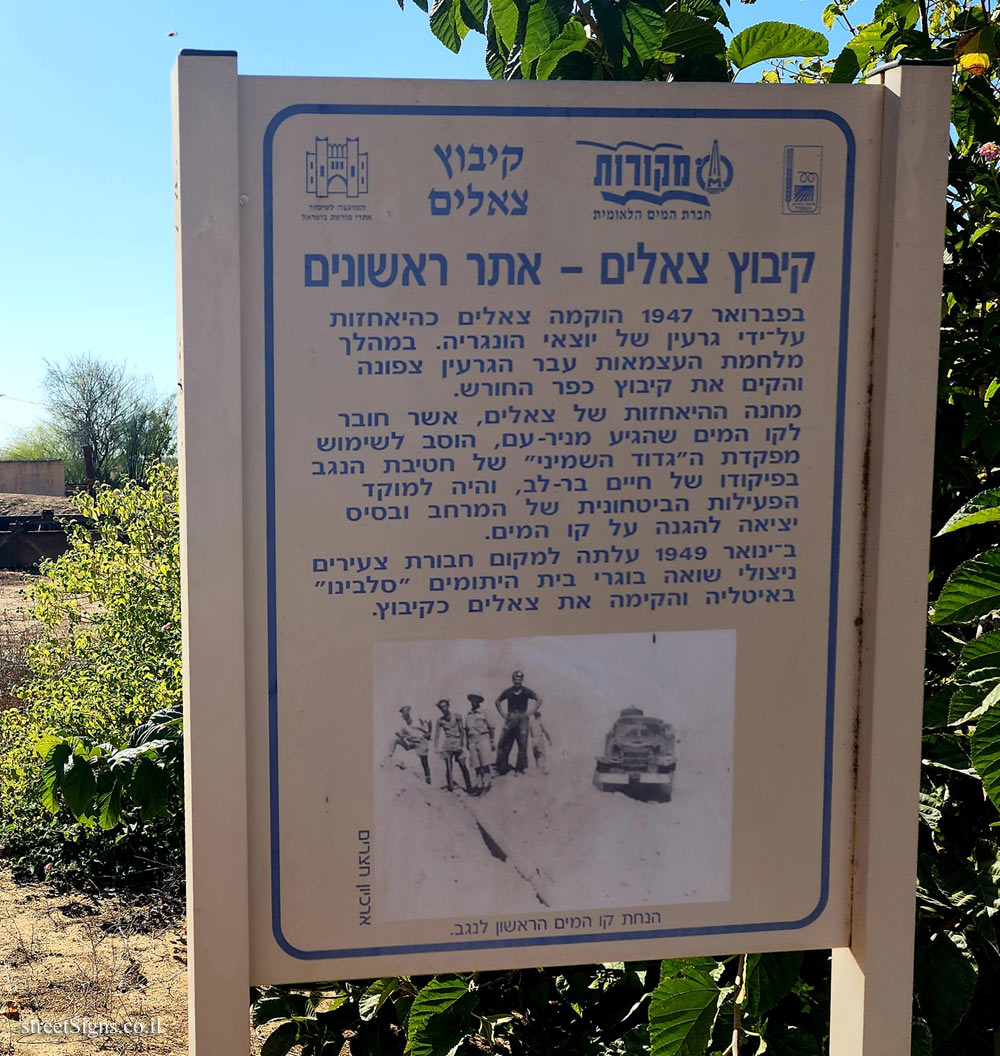 המועצה לשימור
אתרי מורשת בישראל
קיבוץ
צאלים
מקורות
חברת המים הלאומית
קיבוץ צאלים – אתר ראשונים
בפברואר 1947 הוקמה צאלים כהיאחזות
על-ידי גרעין של יוצאי הונגריה. במהלך
מלחמת העצמאות עבר הגרעין צפונה
והקים את קיבוץ כפר החורש.
מחנה ההיאחזות של צאלים, אשר חובר
לקו המים שהגיע מניר-עם, הוסב לשימוש
מפקדת ה"גדוד השמיני" של חטיבת הנגב
בפיקודו של חיים בר-לב, והיה למוקד
הפעילות הביטחונית של המרחב ובסיס
יציאה להגנה על קו המים.
ב-ינואר 1949 עלתה למקום חבורת צעירים
ניצולי שואה בוגרי בית היתומים "סלבינו"
באיטליה והקימה את צאלים כקיבוץ.
ארכיון חצרים
הנחת קו המים הראשון לנגב.
streetSigns.co.il